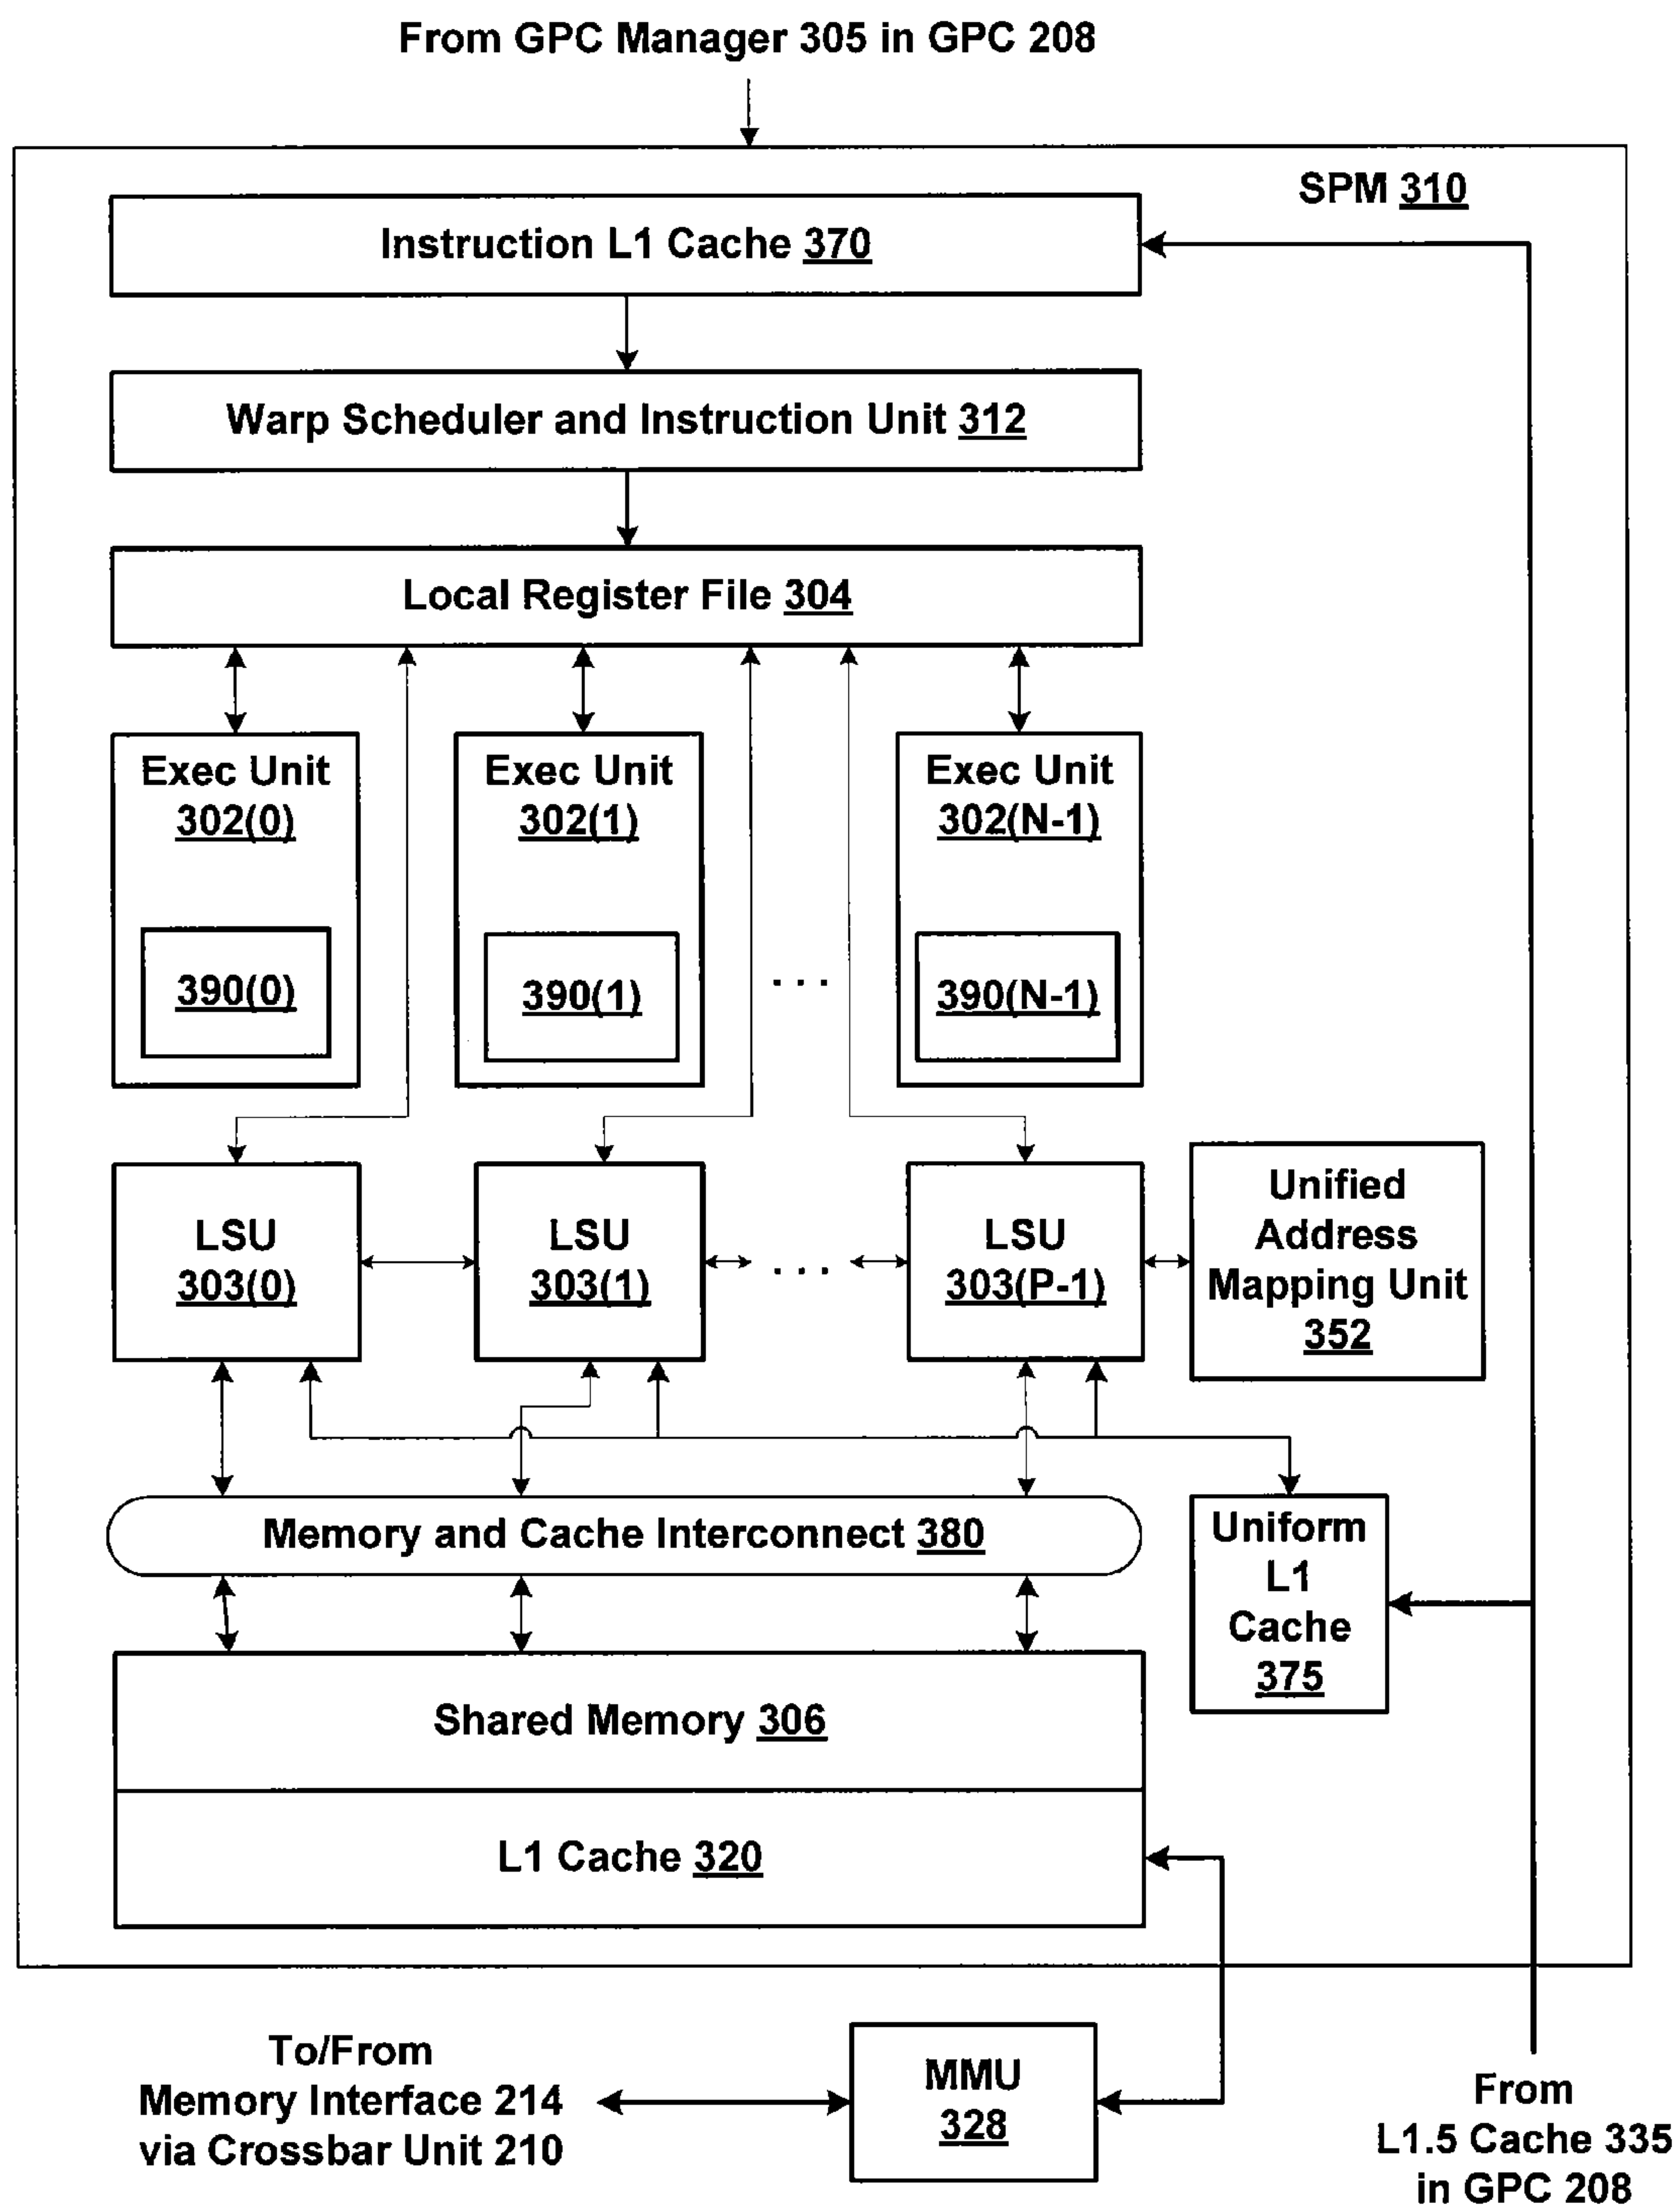 From GPC Manager 305 in GPC 208
SPM 310
Instruction L1 Cache 370
Warp Scheduler and Instruction Unit 312
Local Register File 304
Exec Unit
302(0)
390(0)
Exec Unit
302(1)
390(1)
. . .
Exec Unit
302(N-1)
390(N-1)
LSU
303(0)
LSU
303(1)
. . .
LSU
303(P-1)
Unified
Address
Mapping Unit
352
Memory and Cache Interconnect 380
Uniform
L1
Cache
375
Shared Memory 306
L1 Cache 320
To/From
Memory Interface 214
via Crossbar Unit 210
MMU
328
From
L1.5 Cache 335
in GPC 208